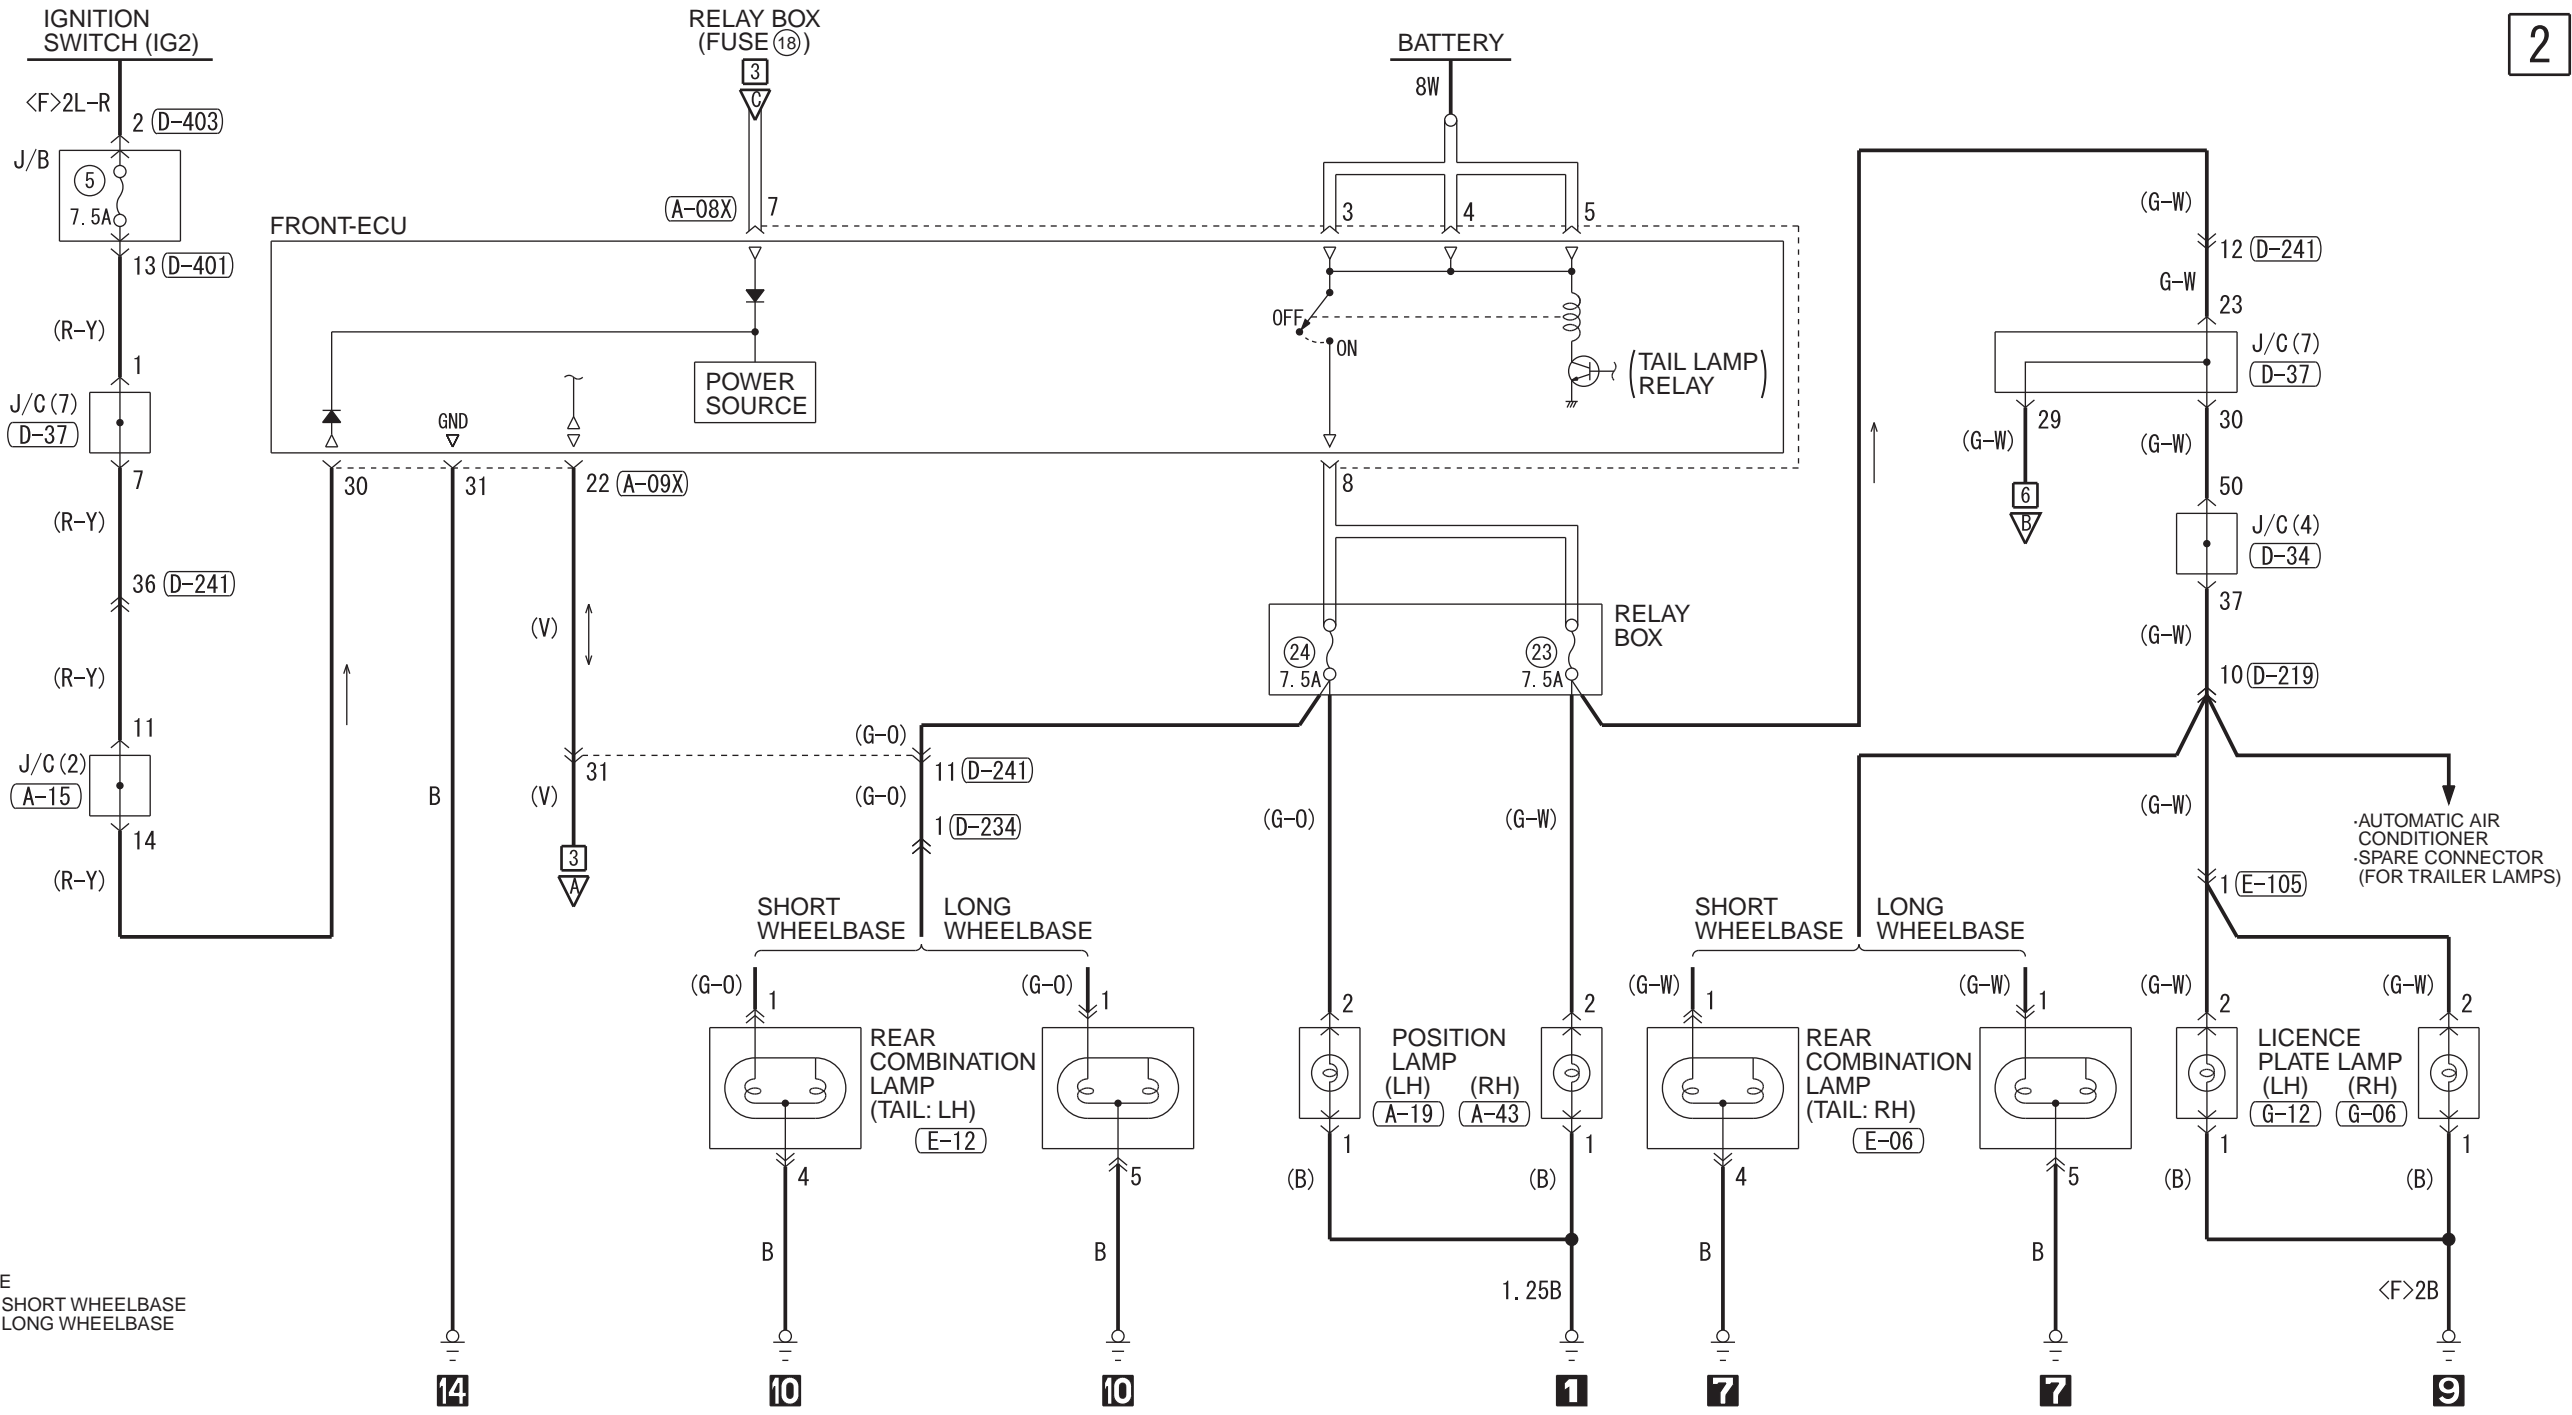 IGNITION
SWITCH (IG2)
RELAY BOX
(FUSE 18)
BATTERY
2
3
C
8W
<F>2L-R
2 (D-403)
J/B
5
7.5A
13 (D-401)
(A-08X) 7
3
4
5
FRONT-ECU
(G-W)
12 (D-241)
G-W
23
(R-Y)
1
J/C(7)
D-37
7
OFF
ON
(TAIL LAMP
RELAY)
POWER
SOURCE
GND
J/C(7)
D-37
29
30
(G-W)
(G-W)
6
B
50
J/C(4)
D-34
37
30
31
22 (A-09X)
8
(R-Y)
36 (D-241)
(V)
RELAY
BOX
24
7.5A
23
7.5A
(G-W)
10 (D-219)
(R-Y)
11
J/C(2)
A-15
14
(R-Y)
B
31
(V)
3
A
(G-O)
11 (D-241)
(G-O)
1 (D-234)
(G-O)
(G-W)
(G-W)
·AUTOMATIC AIR
CONDITIONER
·SPARE CONNECTOR
(FOR TRAILER LAMPS)
1 (E-105)
SHORT
WHEELBASE
LONG
WHEELBASE
SHORT
WHEELBASE
LONG
WHEELBASE
(G-O)
1
(G-O)
1
2
2
(G-W)
1
(G-W)
1
(G-W)
2
(G-W)
2
REAR
COMBINATION
LAMP
(TAIL: LH)
E-12
POSITION
LAMP
(LH) (RH)
A-19 A-43
REAR
COMBINATION
LAMP
(TAIL: RH)
E-06
LICENCE
PLATE LAMP
(LH) (RH)
G-12 G-06
4
5
1
1
4
5
1
1
(B)
(B)
(B)
(B)
B
B
B
B
1.25B
<F>2B
E
SHORT WHEELBASE
LONG WHEELBASE
14
10
10
1
7
7
9